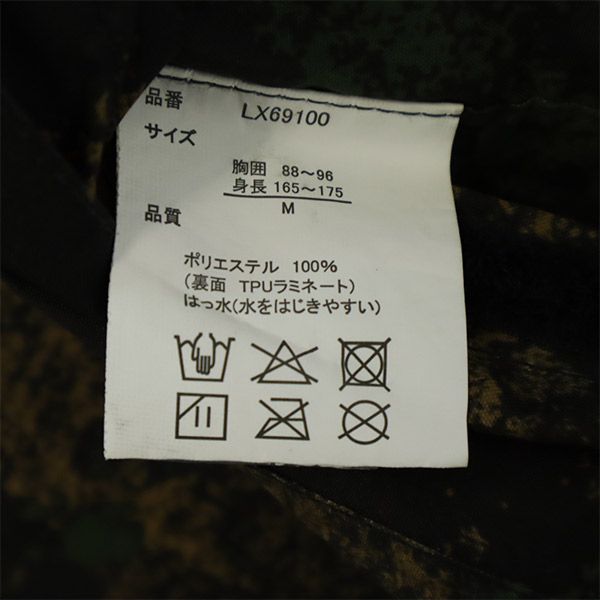 品番 LX69100
サイズ
胸囲 88～96
身長 165～175
M
品質
ポリエステル 100%
(裏面 TPUラミネート)
はっ水(水をはじきやすい)